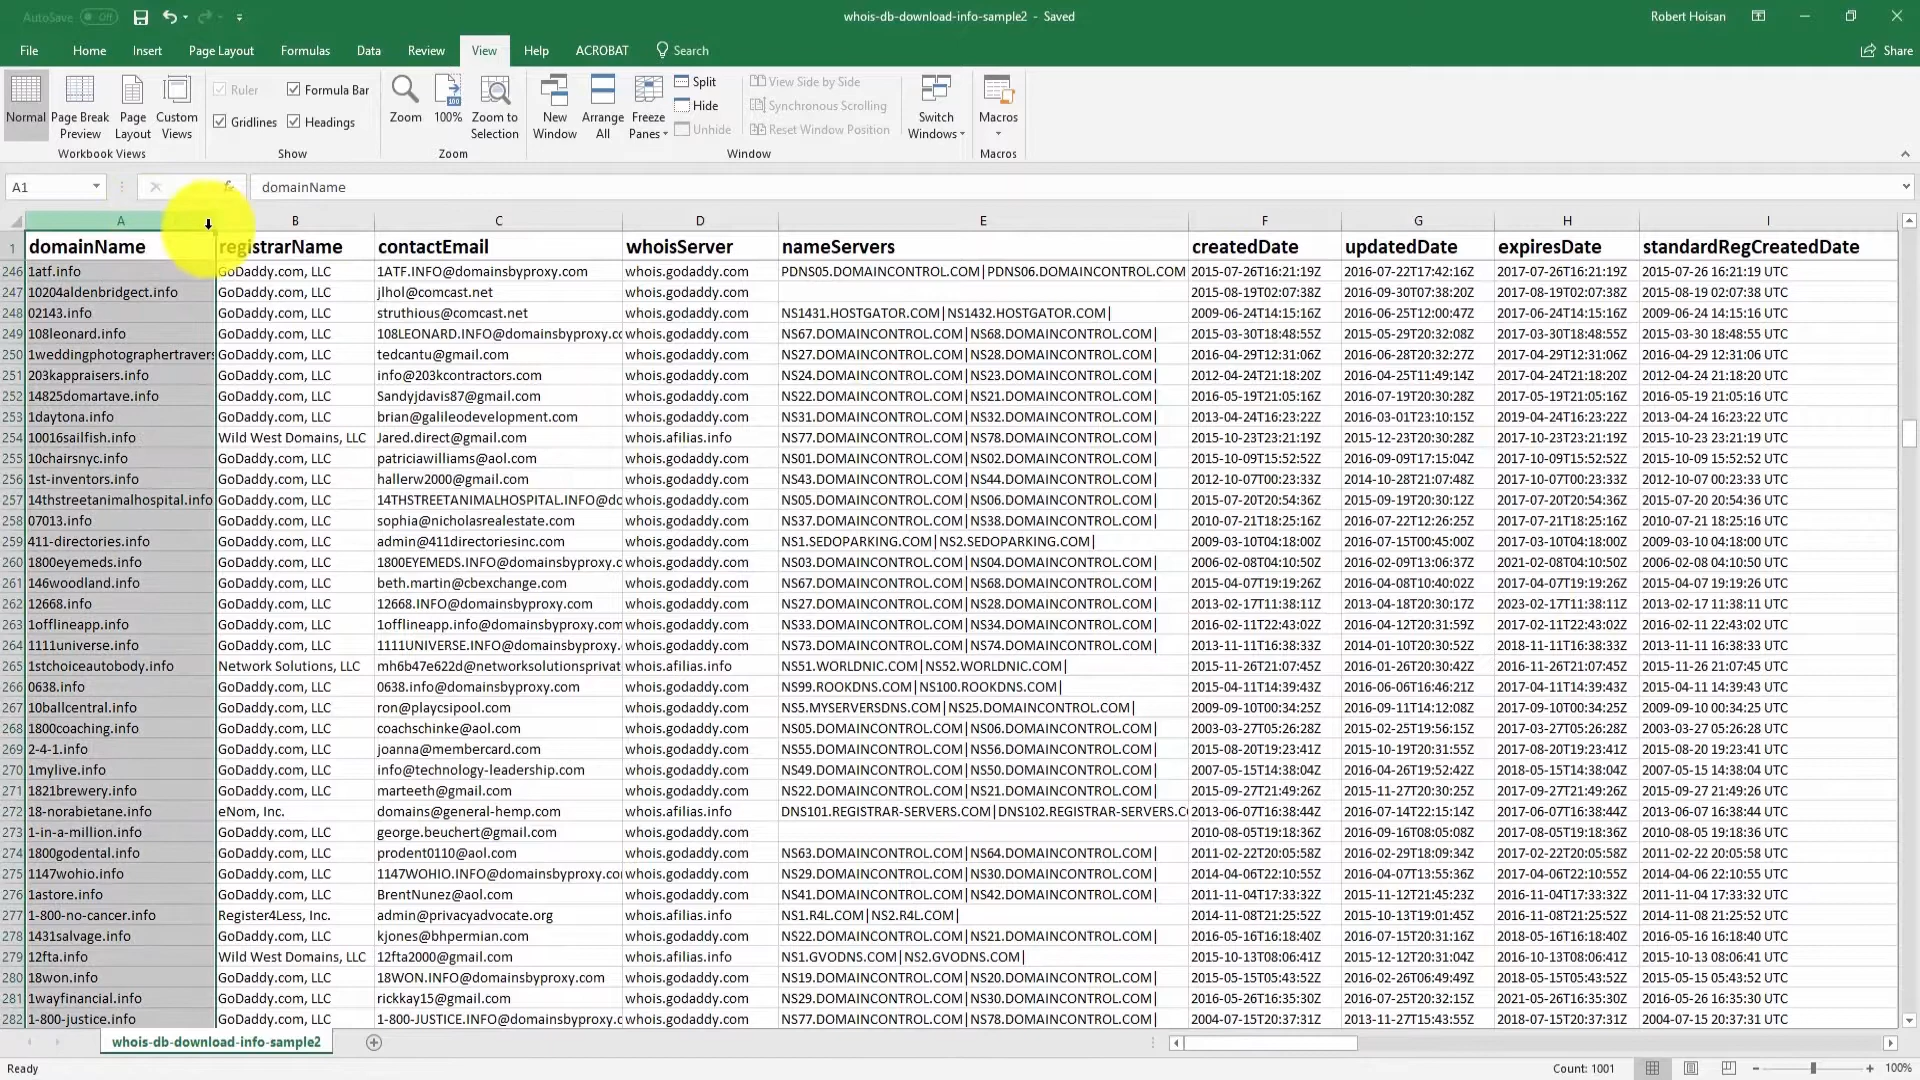 AutoSave Off whois-db-download-info-sample2 - Saved Robert Hoisan
File Home Insert Page Layout Formulas Data Review View Help ACROBAT Search Share
Normal Page Break Preview Page Layout Custom Views Ruler Formula Bar Gridlines Headings Zoom 100% Zoom to Selection New Window Arrange All Freeze Panes Split Hide Unhide View Side by Side Synchronous Scrolling Reset Window Position Switch Windows Macros
Workbook Views Show Zoom Window Macros
A1 fx domainName
A B C D E F G H I
1 domainName registrarName contactEmail whoisServer nameServers createdDate updatedDate expiresDate standardRegCreatedDate
246 1atf.info GoDaddy.com, LLC 1ATF.INFO@domainsbyproxy.com whois.godaddy.com PDNS05.DOMAINCONTROL.COM|PDNS06.DOMAINCONTROL.COM 2015-07-26T16:21:19Z 2016-07-22T17:42:16Z 2017-07-26T16:21:19Z 2015-07-26 16:21:19 UTC
247 10204aldenbridgect.info GoDaddy.com, LLC jlhol@comcast.net whois.godaddy.com 2015-08-19T02:07:38Z 2016-09-30T07:38:20Z 2017-08-19T02:07:38Z 2015-08-19 02:07:38 UTC
248 02143.info GoDaddy.com, LLC struthious@comcast.net whois.godaddy.com NS1431.HOSTGATOR.COM|NS1432.HOSTGATOR.COM| 2009-06-24T14:15:16Z 2016-06-25T12:00:47Z 2017-06-24T14:15:16Z 2009-06-24 14:15:16 UTC
249 108leonard.info GoDaddy.com, LLC 108LEONARD.INFO@domainsbyproxy.cc whois.godaddy.com NS67.DOMAINCONTROL.COM|NS68.DOMAINCONTROL.COM| 2015-03-30T18:48:55Z 2015-05-29T20:32:08Z 2017-03-30T18:48:55Z 2015-03-30 18:48:55 UTC
250 1weddingphotographertravers GoDaddy.com, LLC tedcantu@gmail.com whois.godaddy.com NS27.DOMAINCONTROL.COM|NS28.DOMAINCONTROL.COM| 2016-04-29T12:31:06Z 2016-06-28T20:32:27Z 2017-04-29T12:31:06Z 2016-04-29 12:31:06 UTC
251 203kappraisers.info GoDaddy.com, LLC info@203kcontractors.com whois.godaddy.com NS24.DOMAINCONTROL.COM|NS23.DOMAINCONTROL.COM| 2012-04-24T21:18:20Z 2016-04-25T11:49:14Z 2017-04-24T21:18:20Z 2012-04-24 21:18:20 UTC
252 14825domartave.info GoDaddy.com, LLC Sandyjdavis87@gmail.com whois.godaddy.com NS22.DOMAINCONTROL.COM|NS21.DOMAINCONTROL.COM| 2016-05-19T21:05:16Z 2016-07-19T20:30:28Z 2017-05-19T21:05:16Z 2016-05-19 21:05:16 UTC
253 1daytona.info GoDaddy.com, LLC brian@galileodevelopment.com whois.godaddy.com NS31.DOMAINCONTROL.COM|NS32.DOMAINCONTROL.COM| 2013-04-24T16:23:22Z 2016-03-01T23:10:15Z 2019-04-24T16:23:22Z 2013-04-24 16:23:22 UTC
254 10016sailfish.info Wild West Domains, LLC Jared.direct@gmail.com whois.afilias.info NS77.DOMAINCONTROL.COM|NS78.DOMAINCONTROL.COM| 2015-10-23T23:21:19Z 2015-12-23T20:30:28Z 2017-10-23T23:21:19Z 2015-10-23 23:21:19 UTC
255 10chairsnyc.info GoDaddy.com, LLC patriciawilliams@aol.com whois.godaddy.com NS01.DOMAINCONTROL.COM|NS02.DOMAINCONTROL.COM| 2015-10-09T15:52:52Z 2016-09-09T17:15:04Z 2017-10-09T15:52:52Z 2015-10-09 15:52:52 UTC
256 1st-inventors.info GoDaddy.com, LLC hallerw2000@gmail.com whois.godaddy.com NS43.DOMAINCONTROL.COM|NS44.DOMAINCONTROL.COM| 2012-10-07T00:23:33Z 2014-10-28T21:07:48Z 2017-10-07T00:23:33Z 2012-10-07 00:23:33 UTC
257 14thstreetanimalhospital.info GoDaddy.com, LLC 14THSTREETANIMALHOSPITAL.INFO@dc whois.godaddy.com NS05.DOMAINCONTROL.COM|NS06.DOMAINCONTROL.COM| 2015-07-20T20:54:36Z 2015-09-19T20:30:12Z 2017-07-20T20:54:36Z 2015-07-20 20:54:36 UTC
258 07013.info GoDaddy.com, LLC sophia@nicholasrealestate.com whois.godaddy.com NS37.DOMAINCONTROL.COM|NS38.DOMAINCONTROL.COM| 2010-07-21T18:25:16Z 2016-07-22T12:26:25Z 2017-07-21T18:25:16Z 2010-07-21 18:25:16 UTC
259 411-directories.info GoDaddy.com, LLC admin@411directoriesinc.com whois.godaddy.com NS1.SEDOPARKING.COM|NS2.SEDOPARKING.COM| 2009-03-10T04:18:00Z 2016-07-15T00:45:00Z 2017-03-10T04:18:00Z 2009-03-10 04:18:00 UTC
260 1800eyemeds.info GoDaddy.com, LLC 1800EYEMEDS.INFO@domainsbyproxy.c whois.godaddy.com NS03.DOMAINCONTROL.COM|NS04.DOMAINCONTROL.COM| 2006-02-08T04:10:50Z 2016-02-09T13:06:37Z 2021-02-08T04:10:50Z 2006-02-08 04:10:50 UTC
261 146woodland.info GoDaddy.com, LLC beth.martin@cbexchange.com whois.godaddy.com NS67.DOMAINCONTROL.COM|NS68.DOMAINCONTROL.COM| 2015-04-07T19:19:26Z 2016-04-08T10:40:02Z 2017-04-07T19:19:26Z 2015-04-07 19:19:26 UTC
262 12668.info GoDaddy.com, LLC 12668.INFO@domainsbyproxy.com whois.godaddy.com NS27.DOMAINCONTROL.COM|NS28.DOMAINCONTROL.COM| 2013-02-17T11:38:11Z 2013-04-18T20:30:17Z 2023-02-17T11:38:11Z 2013-02-17 11:38:11 UTC
263 1offlineapp.info GoDaddy.com, LLC 1offlineapp.info@domainsbyproxy.com whois.godaddy.com NS33.DOMAINCONTROL.COM|NS34.DOMAINCONTROL.COM| 2016-02-11T22:43:02Z 2016-04-12T20:31:59Z 2017-02-11T22:43:02Z 2016-02-11 22:43:02 UTC
264 1111universe.info GoDaddy.com, LLC 1111UNIVERSE.INFO@domainsbyproxy. whois.godaddy.com NS73.DOMAINCONTROL.COM|NS74.DOMAINCONTROL.COM| 2013-11-11T16:38:33Z 2014-01-10T20:30:52Z 2018-11-11T16:38:33Z 2013-11-11 16:38:33 UTC
265 1stchoiceautobody.info Network Solutions, LLC mh6b47e622d@networksolutionsprivat whois.afilias.info NS51.WORLDNIC.COM|NS52.WORLDNIC.COM| 2015-11-26T21:07:45Z 2016-01-26T20:30:42Z 2016-11-26T21:07:45Z 2015-11-26 21:07:45 UTC
266 0638.info GoDaddy.com, LLC 0638.info@domainsbyproxy.com whois.godaddy.com NS99.ROOKDNS.COM|NS100.ROOKDNS.COM| 2015-04-11T14:39:43Z 2016-06-06T16:46:21Z 2017-04-11T14:39:43Z 2015-04-11 14:39:43 UTC
267 10ballcentral.info GoDaddy.com, LLC ron@playcsipool.com whois.godaddy.com NS5.MYSERVERSDNS.COM|NS25.DOMAINCONTROL.COM| 2009-09-10T00:34:25Z 2016-09-11T14:12:08Z 2017-09-10T00:34:25Z 2009-09-10 00:34:25 UTC
268 1800coaching.info GoDaddy.com, LLC coachschinke@aol.com whois.godaddy.com NS05.DOMAINCONTROL.COM|NS06.DOMAINCONTROL.COM| 2003-03-27T05:26:28Z 2015-02-25T19:56:15Z 2017-03-27T05:26:28Z 2003-03-27 05:26:28 UTC
269 2-4-1.info GoDaddy.com, LLC joanna@membercard.com whois.godaddy.com NS55.DOMAINCONTROL.COM|NS56.DOMAINCONTROL.COM| 2015-08-20T19:23:41Z 2015-10-19T20:31:55Z 2017-08-20T19:23:41Z 2015-08-20 19:23:41 UTC
270 1mylive.info GoDaddy.com, LLC info@technology-leadership.com whois.godaddy.com NS49.DOMAINCONTROL.COM|NS50.DOMAINCONTROL.COM| 2007-05-15T14:38:04Z 2016-04-26T19:52:42Z 2018-05-15T14:38:04Z 2007-05-15 14:38:04 UTC
271 1821brewery.info GoDaddy.com, LLC marteeth@gmail.com whois.godaddy.com NS22.DOMAINCONTROL.COM|NS21.DOMAINCONTROL.COM| 2015-09-27T21:49:26Z 2015-11-27T20:30:25Z 2017-09-27T21:49:26Z 2015-09-27 21:49:26 UTC
272 18-norabietane.info eNom, Inc. domains@general-hemp.com whois.afilias.info DNS101.REGISTRAR-SERVERS.COM|DNS102.REGISTRAR-SERVERS.C 2013-06-07T16:38:44Z 2016-07-14T22:15:14Z 2017-06-07T16:38:44Z 2013-06-07 16:38:44 UTC
273 1-in-a-million.info GoDaddy.com, LLC george.beuchert@gmail.com whois.godaddy.com 2010-08-05T19:18:36Z 2016-09-16T08:05:08Z 2017-08-05T19:18:36Z 2010-08-05 19:18:36 UTC
274 1800godental.info GoDaddy.com, LLC prodent0110@aol.com whois.godaddy.com NS63.DOMAINCONTROL.COM|NS64.DOMAINCONTROL.COM| 2011-02-22T20:05:58Z 2016-02-29T18:09:34Z 2017-02-22T20:05:58Z 2011-02-22 20:05:58 UTC
275 1147wohio.info GoDaddy.com, LLC 1147WOHIO.INFO@domainsbyproxy.co whois.godaddy.com NS29.DOMAINCONTROL.COM|NS30.DOMAINCONTROL.COM| 2014-04-06T22:10:55Z 2016-04-07T13:55:36Z 2017-04-06T22:10:55Z 2014-04-06 22:10:55 UTC
276 1astore.info GoDaddy.com, LLC BrentNunez@aol.com whois.godaddy.com NS41.DOMAINCONTROL.COM|NS42.DOMAINCONTROL.COM| 2011-11-04T17:33:32Z 2015-11-12T21:45:23Z 2016-11-04T17:33:32Z 2011-11-04 17:33:32 UTC
277 1-800-no-cancer.info Register4Less, Inc. admin@privacyadvocate.org whois.afilias.info NS1.R4L.COM|NS2.R4L.COM| 2014-11-08T21:25:52Z 2015-10-13T19:01:45Z 2016-11-08T21:25:52Z 2014-11-08 21:25:52 UTC
278 1431salvage.info GoDaddy.com, LLC kjones@bhpermian.com whois.godaddy.com NS22.DOMAINCONTROL.COM|NS21.DOMAINCONTROL.COM| 2016-05-16T16:18:40Z 2016-07-15T20:31:16Z 2018-05-16T16:18:40Z 2016-05-16 16:18:40 UTC
279 12fta.info Wild West Domains, LLC 12fta2000@gmail.com whois.afilias.info NS1.GVODNS.COM|NS2.GVODNS.COM| 2015-10-13T08:06:41Z 2015-12-12T20:31:04Z 2016-10-13T08:06:41Z 2015-10-13 08:06:41 UTC
280 18won.info GoDaddy.com, LLC 18WON.INFO@domainsbyproxy.com whois.godaddy.com NS19.DOMAINCONTROL.COM|NS20.DOMAINCONTROL.COM| 2015-05-15T05:43:52Z 2016-02-26T06:49:49Z 2018-05-15T05:43:52Z 2015-05-15 05:43:52 UTC
281 1wayfinancial.info GoDaddy.com, LLC rickkay15@gmail.com whois.godaddy.com NS29.DOMAINCONTROL.COM|NS30.DOMAINCONTROL.COM| 2016-05-26T16:35:30Z 2016-07-25T20:32:15Z 2021-05-26T16:35:30Z 2016-05-26 16:35:30 UTC
282 1-800-justice.info GoDaddy.com, LLC 1-800-JUSTICE.INFO@domainsbyproxy.c whois.godaddy.com NS77.DOMAINCONTROL.COM|NS78.DOMAINCONTROL.COM| 2004-07-15T20:37:31Z 2013-11-27T15:43:55Z 2018-07-15T20:37:31Z 2004-07-15 20:37:31 UTC
whois-db-download-info-sample2
Ready Count: 1001 100%